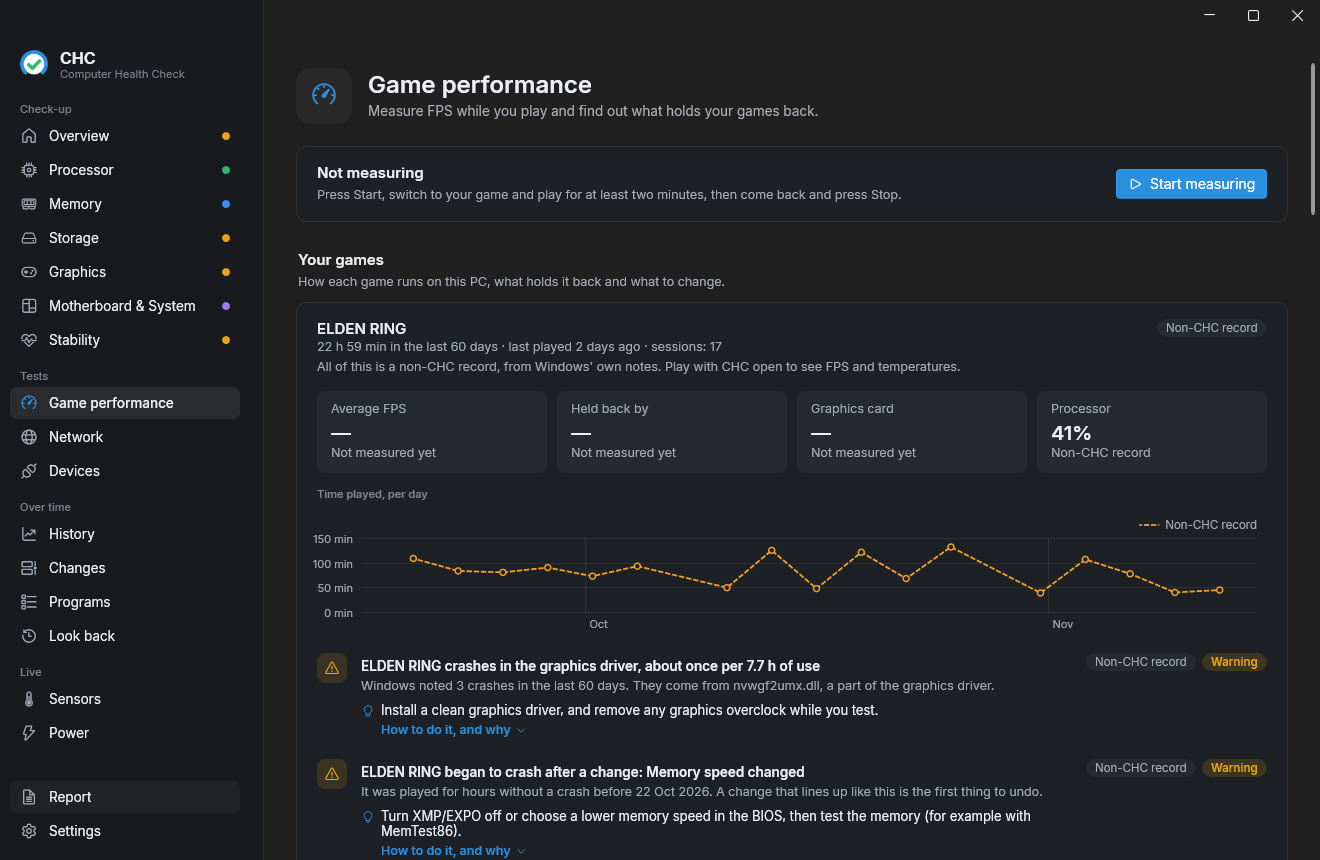 CHC
Computer Health Check
Check-up
Overview
Processor
Memory
Storage
Graphics
Motherboard & System
Stability
Tests
Game performance
Network
Devices
Over time
History
Changes
Programs
Look back
Live
Sensors
Power
Report
Settings
Game performance
Measure FPS while you play and find out what holds your games back.
Not measuring
Press Start, switch to your game and play for at least two minutes, then come back and press Stop.
Start measuring
Your games
How each game runs on this PC, what holds it back and what to change.
ELDEN RING
Non-CHC record
22 h 59 min in the last 60 days · last played 2 days ago · sessions: 17
All of this is a non-CHC record, from Windows' own notes. Play with CHC open to see FPS and temperatures.
Average FPS
—
Not measured yet
Held back by
—
Not measured yet
Graphics card
—
Not measured yet
Processor
41%
Non-CHC record
Time played, per day
Non-CHC record
150 min
100 min
50 min
0 min
Oct
Nov
ELDEN RING crashes in the graphics driver, about once per 7.7 h of use
Non-CHC record
Warning
Windows noted 3 crashes in the last 60 days. They come from nvwgf2umx.dll, a part of the graphics driver.
Install a clean graphics driver, and remove any graphics overclock while you test.
How to do it, and why
ELDEN RING began to crash after a change: Memory speed changed
Non-CHC record
Warning
It was played for hours without a crash before 22 Oct 2026. A change that lines up like this is the first thing to undo.
Turn XMP/EXPO off or choose a lower memory speed in the BIOS, then test the memory (for example with
MemTest86).
How to do it, and why